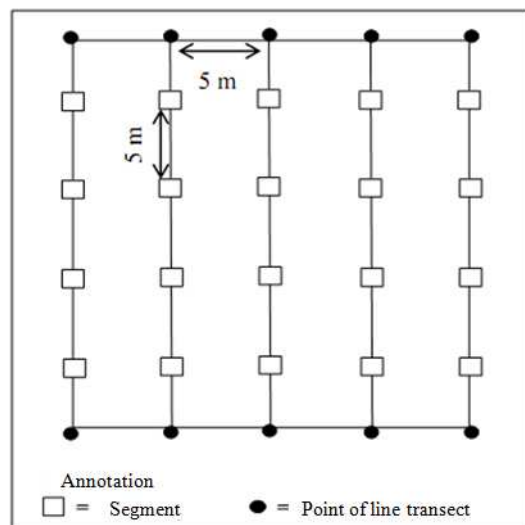 5 m
5 m
Annotation
= Segment
= Point of line transect